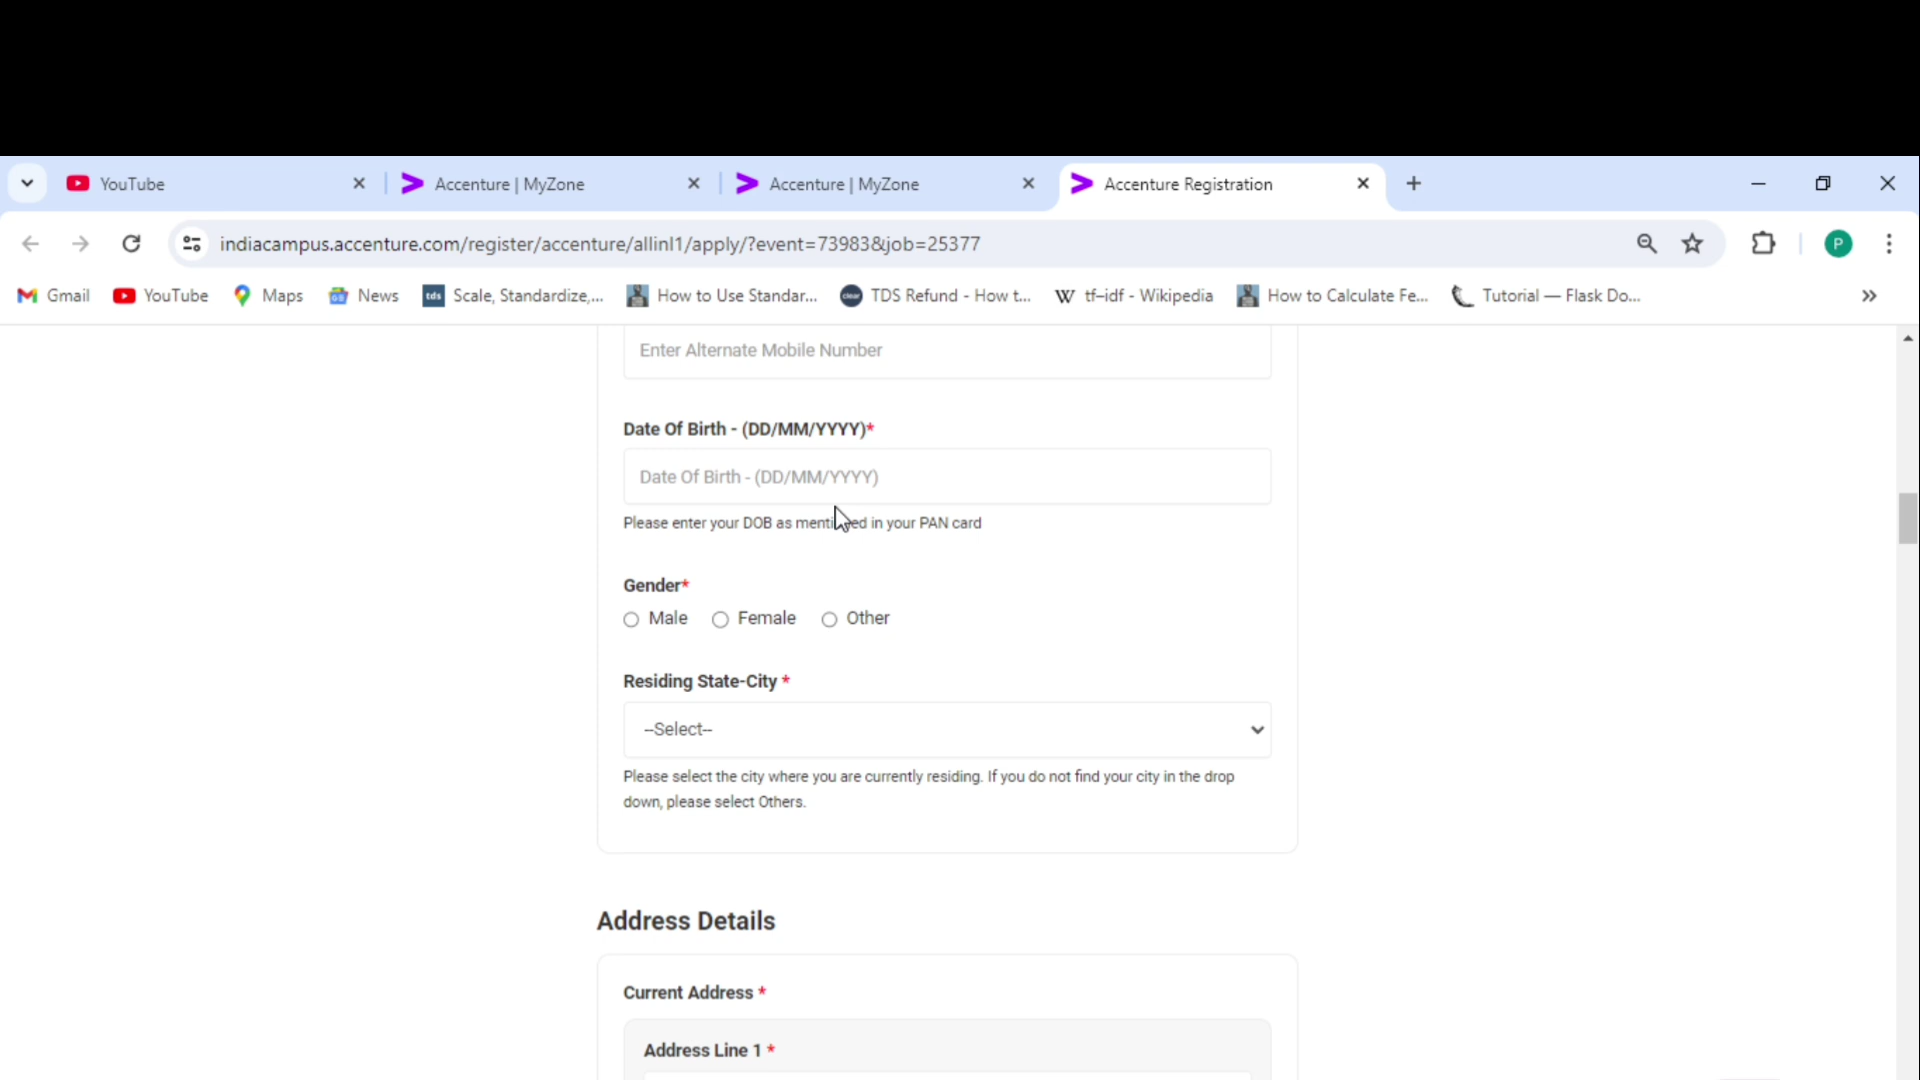 YouTube
Accenture | MyZone
Accenture | MyZone
Accenture Registration
indiacampus.accenture.com/register/accenture/allinl1/apply/?event=73983&job=25377
P
Gmail
YouTube
Maps
News
tds Scale, Standardize,...
How to Use Standar...
clear TDS Refund - How t...
W tf–idf - Wikipedia
How to Calculate Fe...
Tutorial — Flask Do...
Enter Alternate Mobile Number
Date Of Birth - (DD/MM/YYYY)*
Date Of Birth - (DD/MM/YYYY)
Please enter your DOB as mentioned in your PAN card
Gender*
Male Female Other
Residing State-City *
--Select--
Please select the city where you are currently residing. If you do not find your city in the drop
down, please select Others.
Address Details
Current Address *
Address Line 1 *